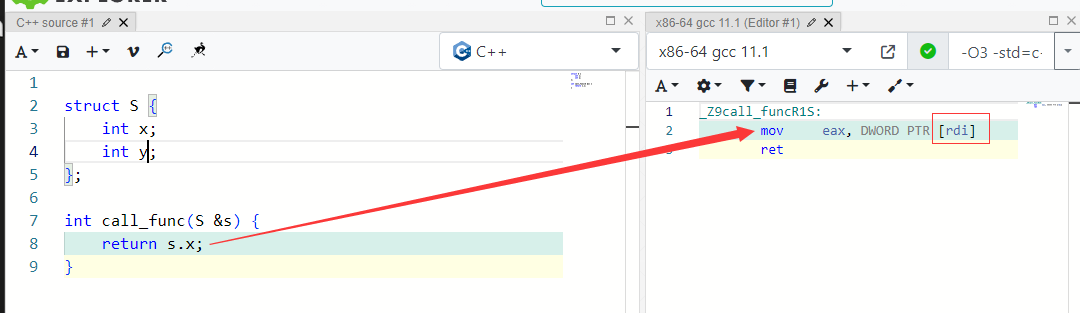 EXPLORER
C++ source #1
x86-64 gcc 11.1 (Editor #1)
A
C++
x86-64 gcc 11.1
-O3 -std=c
A
1
2 struct S {
3 int x;
4 int y;
5 };
6
7 int call_func(S &s) {
8 return s.x;
9 }
1 _Z9call_funcR1S:
2 mov eax, DWORD PTR [rdi]
3 ret